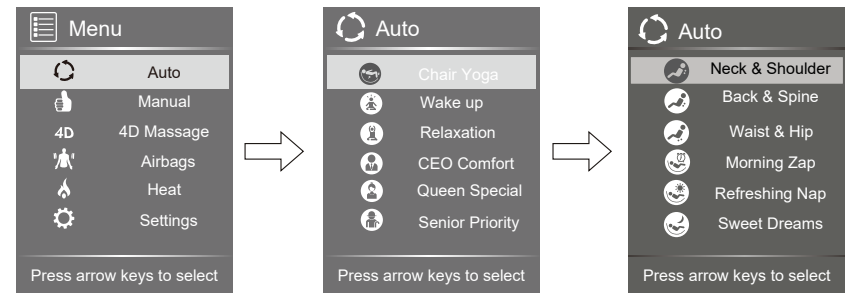 Menu
Auto
Manual
4D 4D Massage
Airbags
Heat
Settings
Press arrow keys to select
Auto
Chair Yoga
Wake up
Relaxation
CEO Comfort
Queen Special
Senior Priority
Press arrow keys to select
Auto
Neck & Shoulder
Back & Spine
Waist & Hip
Morning Zap
Refreshing Nap
Sweet Dreams
Press arrow keys to select